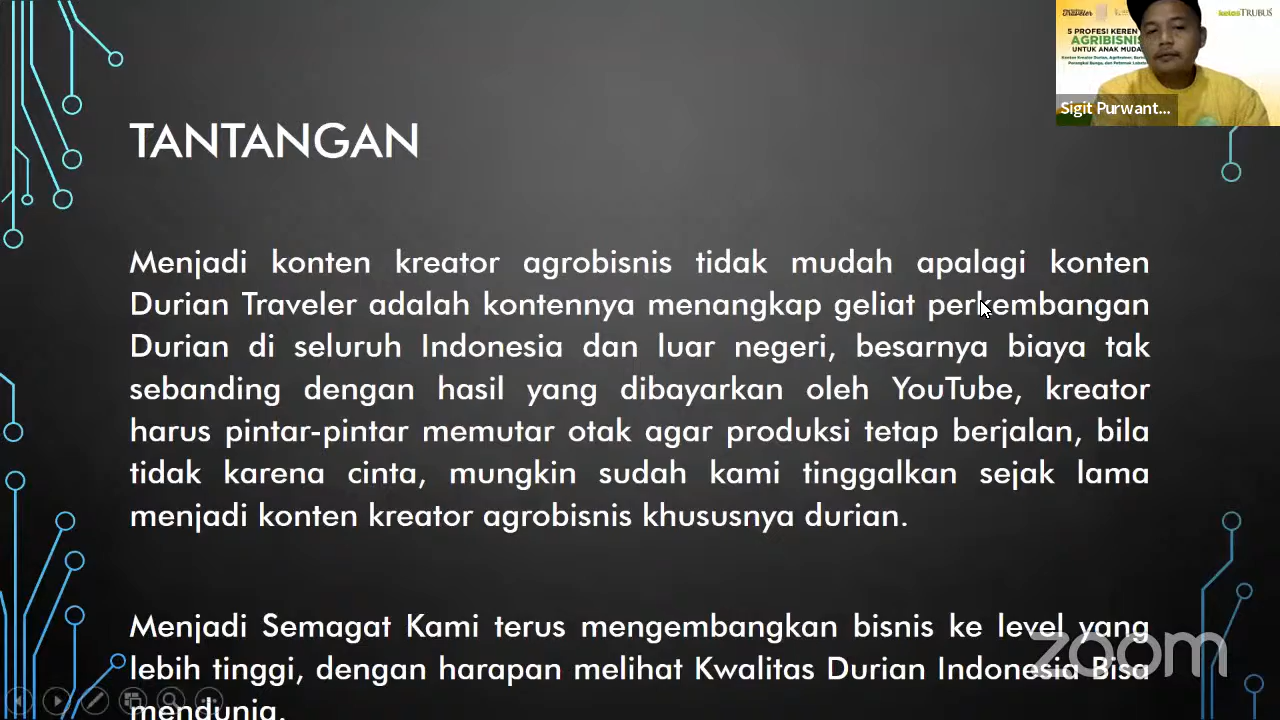 Traveler
TRUBUS
5 PROFESI KEREN
AGRIBISNIS
UNTUK ANAK MUDA
Sigit Purwant...
TANTANGAN
Menjadi konten kreator agrobisnis tidak mudah apalagi konten
Durian Traveler adalah kontennya menangkap geliat perkembangan
Durian di seluruh Indonesia dan luar negeri, besarnya biaya tak
sebanding dengan hasil yang dibayarkan oleh YouTube, kreator
harus pintar-pintar memutar otak agar produksi tetap berjalan, bila
tidak karena cinta, mungkin sudah kami tinggalkan sejak lama
menjadi konten kreator agrobisnis khususnya durian.
Menjadi Semagat Kami terus mengembangkan bisnis ke level yang
lebih tinggi, dengan harapan melihat Kwalitas Durian Indonesia Bisa
mendunia.
zoom